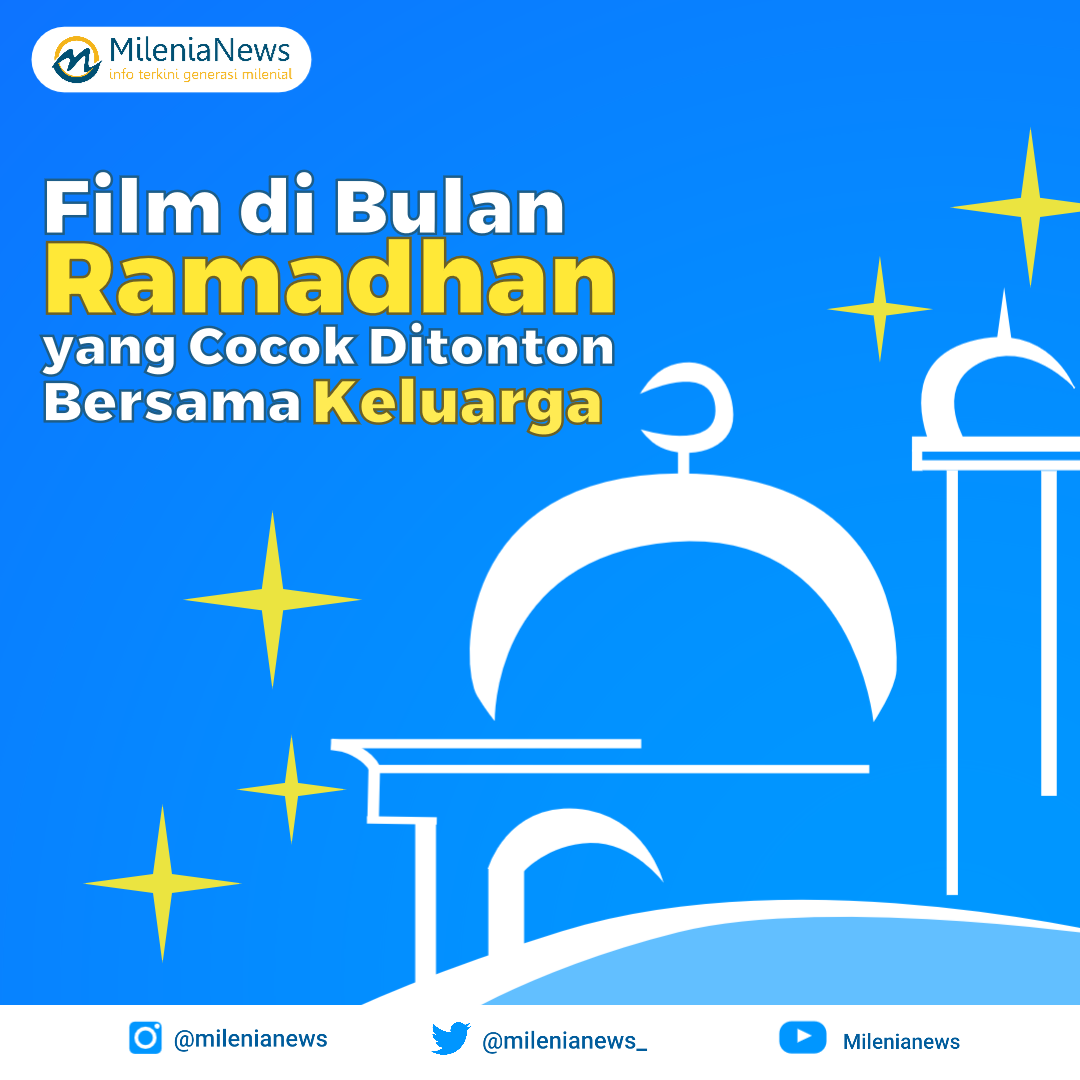 MileniaNews
info terkini generasi milenial
Film di Bulan
Ramadhan
yang Cocok Ditonton
Bersama Keluarga
@milenianews
@milenianews_
Milenianews